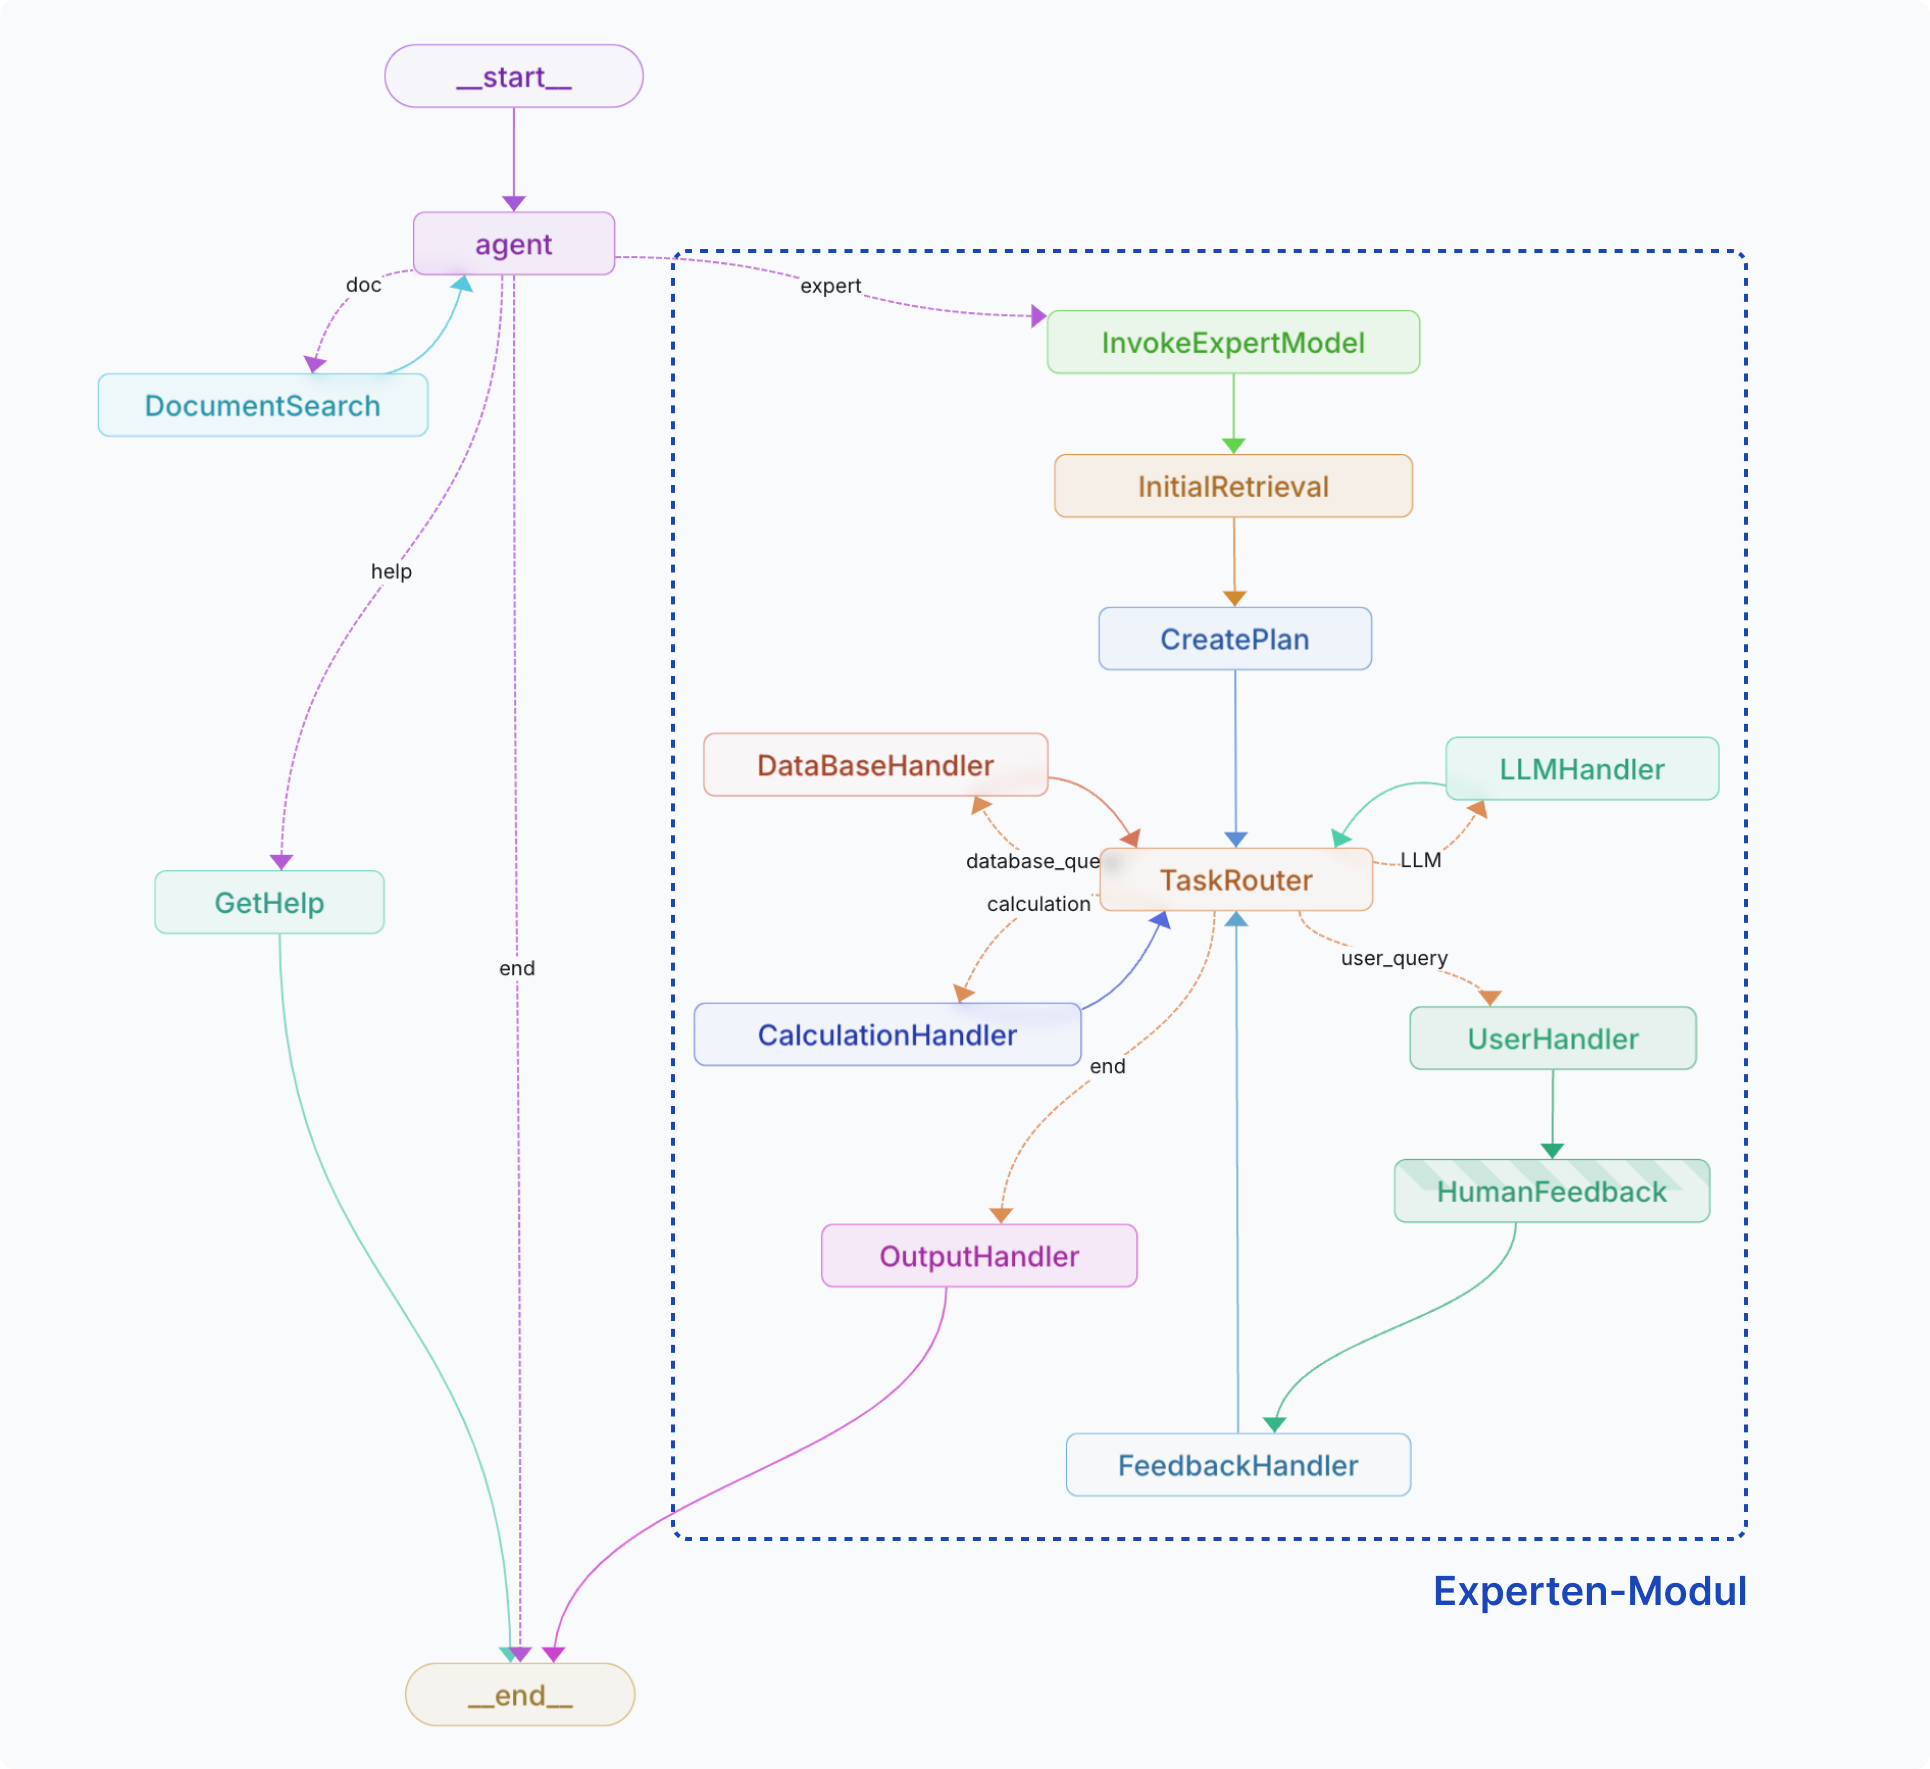 __start__
agent
doc
expert
InvokeExpertModel
DocumentSearch
InitialRetrieval
help
CreatePlan
DataBaseHandler
LLMHandler
database_que
LLM
TaskRouter
calculation
GetHelp
user_query
end
CalculationHandler
UserHandler
end
HumanFeedback
OutputHandler
FeedbackHandler
Experten-Modul
__end__